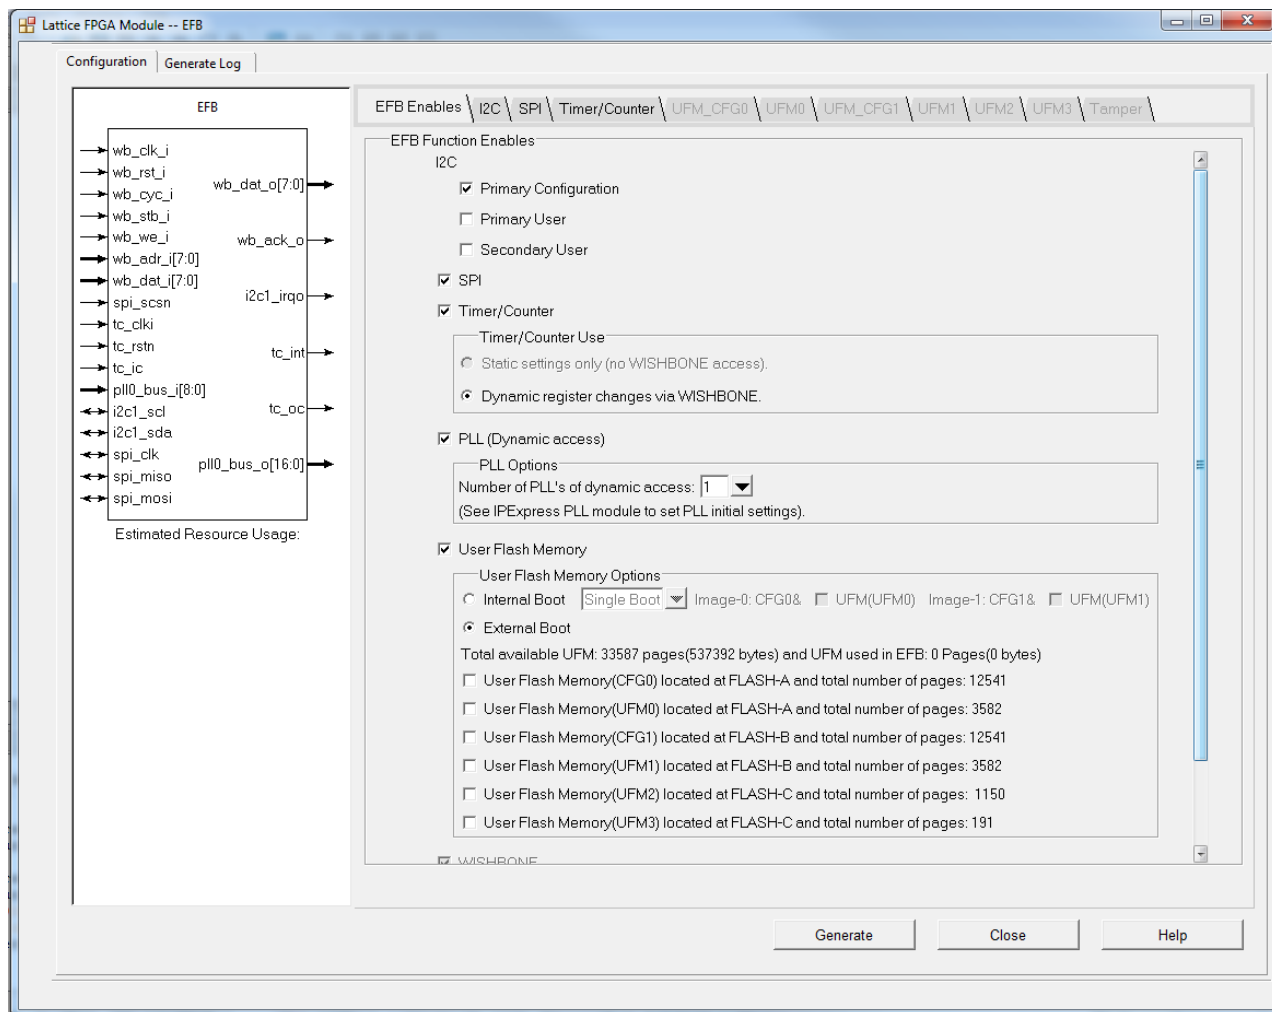 Lattice FPGA Module -- EFB
Configuration
Generate Log
EFB
wb_clk_i
wb_rst_i
wb_cyc_i
wb_stb_i
wb_we_i
wb_adr_i[7:0]
wb_dat_i[7:0]
spi_scsn
tc_clki
tc_rstn
tc_ic
pll0_bus_i[8:0]
i2c1_scl
i2c1_sda
spi_clk
spi_miso
spi_mosi
wb_dat_o[7:0]
wb_ack_o
i2c1_irqo
tc_int
tc_oc
pll0_bus_o[16:0]
Estimated Resource Usage:
EFB Enables I2C SPI Timer/Counter UFM_CFG0 UFM0 UFM_CFG1 UFM1 UFM2 UFM3 Tamper
EFB Function Enables
I2C
Primary Configuration
Primary User
Secondary User
SPI
Timer/Counter
Timer/Counter Use
Static settings only (no WISHBONE access).
Dynamic register changes via WISHBONE.
PLL (Dynamic access)
PLL Options
Number of PLL's of dynamic access: 1
(See IPExpress PLL module to set PLL initial settings).
User Flash Memory
User Flash Memory Options
Internal Boot Single Boot Image-0: CFG0& UFM(UFM0) Image-1: CFG1& UFM(UFM1)
External Boot
Total available UFM: 33587 pages(537392 bytes) and UFM used in EFB: 0 Pages(0 bytes)
User Flash Memory(CFG0) located at FLASH-A and total number of pages: 12541
User Flash Memory(UFM0) located at FLASH-A and total number of pages: 3582
User Flash Memory(CFG1) located at FLASH-B and total number of pages: 12541
User Flash Memory(UFM1) located at FLASH-B and total number of pages: 3582
User Flash Memory(UFM2) located at FLASH-C and total number of pages: 1150
User Flash Memory(UFM3) located at FLASH-C and total number of pages: 191
WISHBONE
Generate
Close
Help